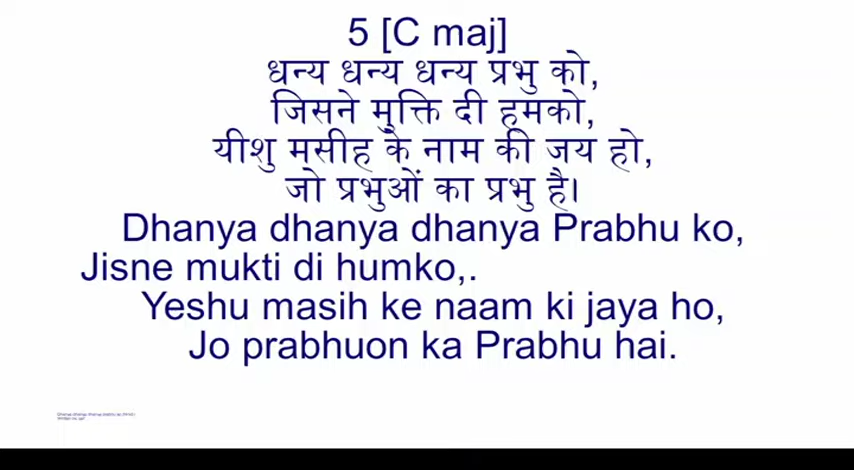 5 [C maj]
धन्य धन्य धन्य प्रभु को,
जिसने मुक्ति दी हमको,
यीशु मसीह के नाम की जय हो,
जो प्रभुओं का प्रभु है।
Dhanya dhanya dhanya Prabhu ko,
Jisne mukti di humko,.
Yeshu masih ke naam ki jaya ho,
Jo prabhuon ka Prabhu hai.